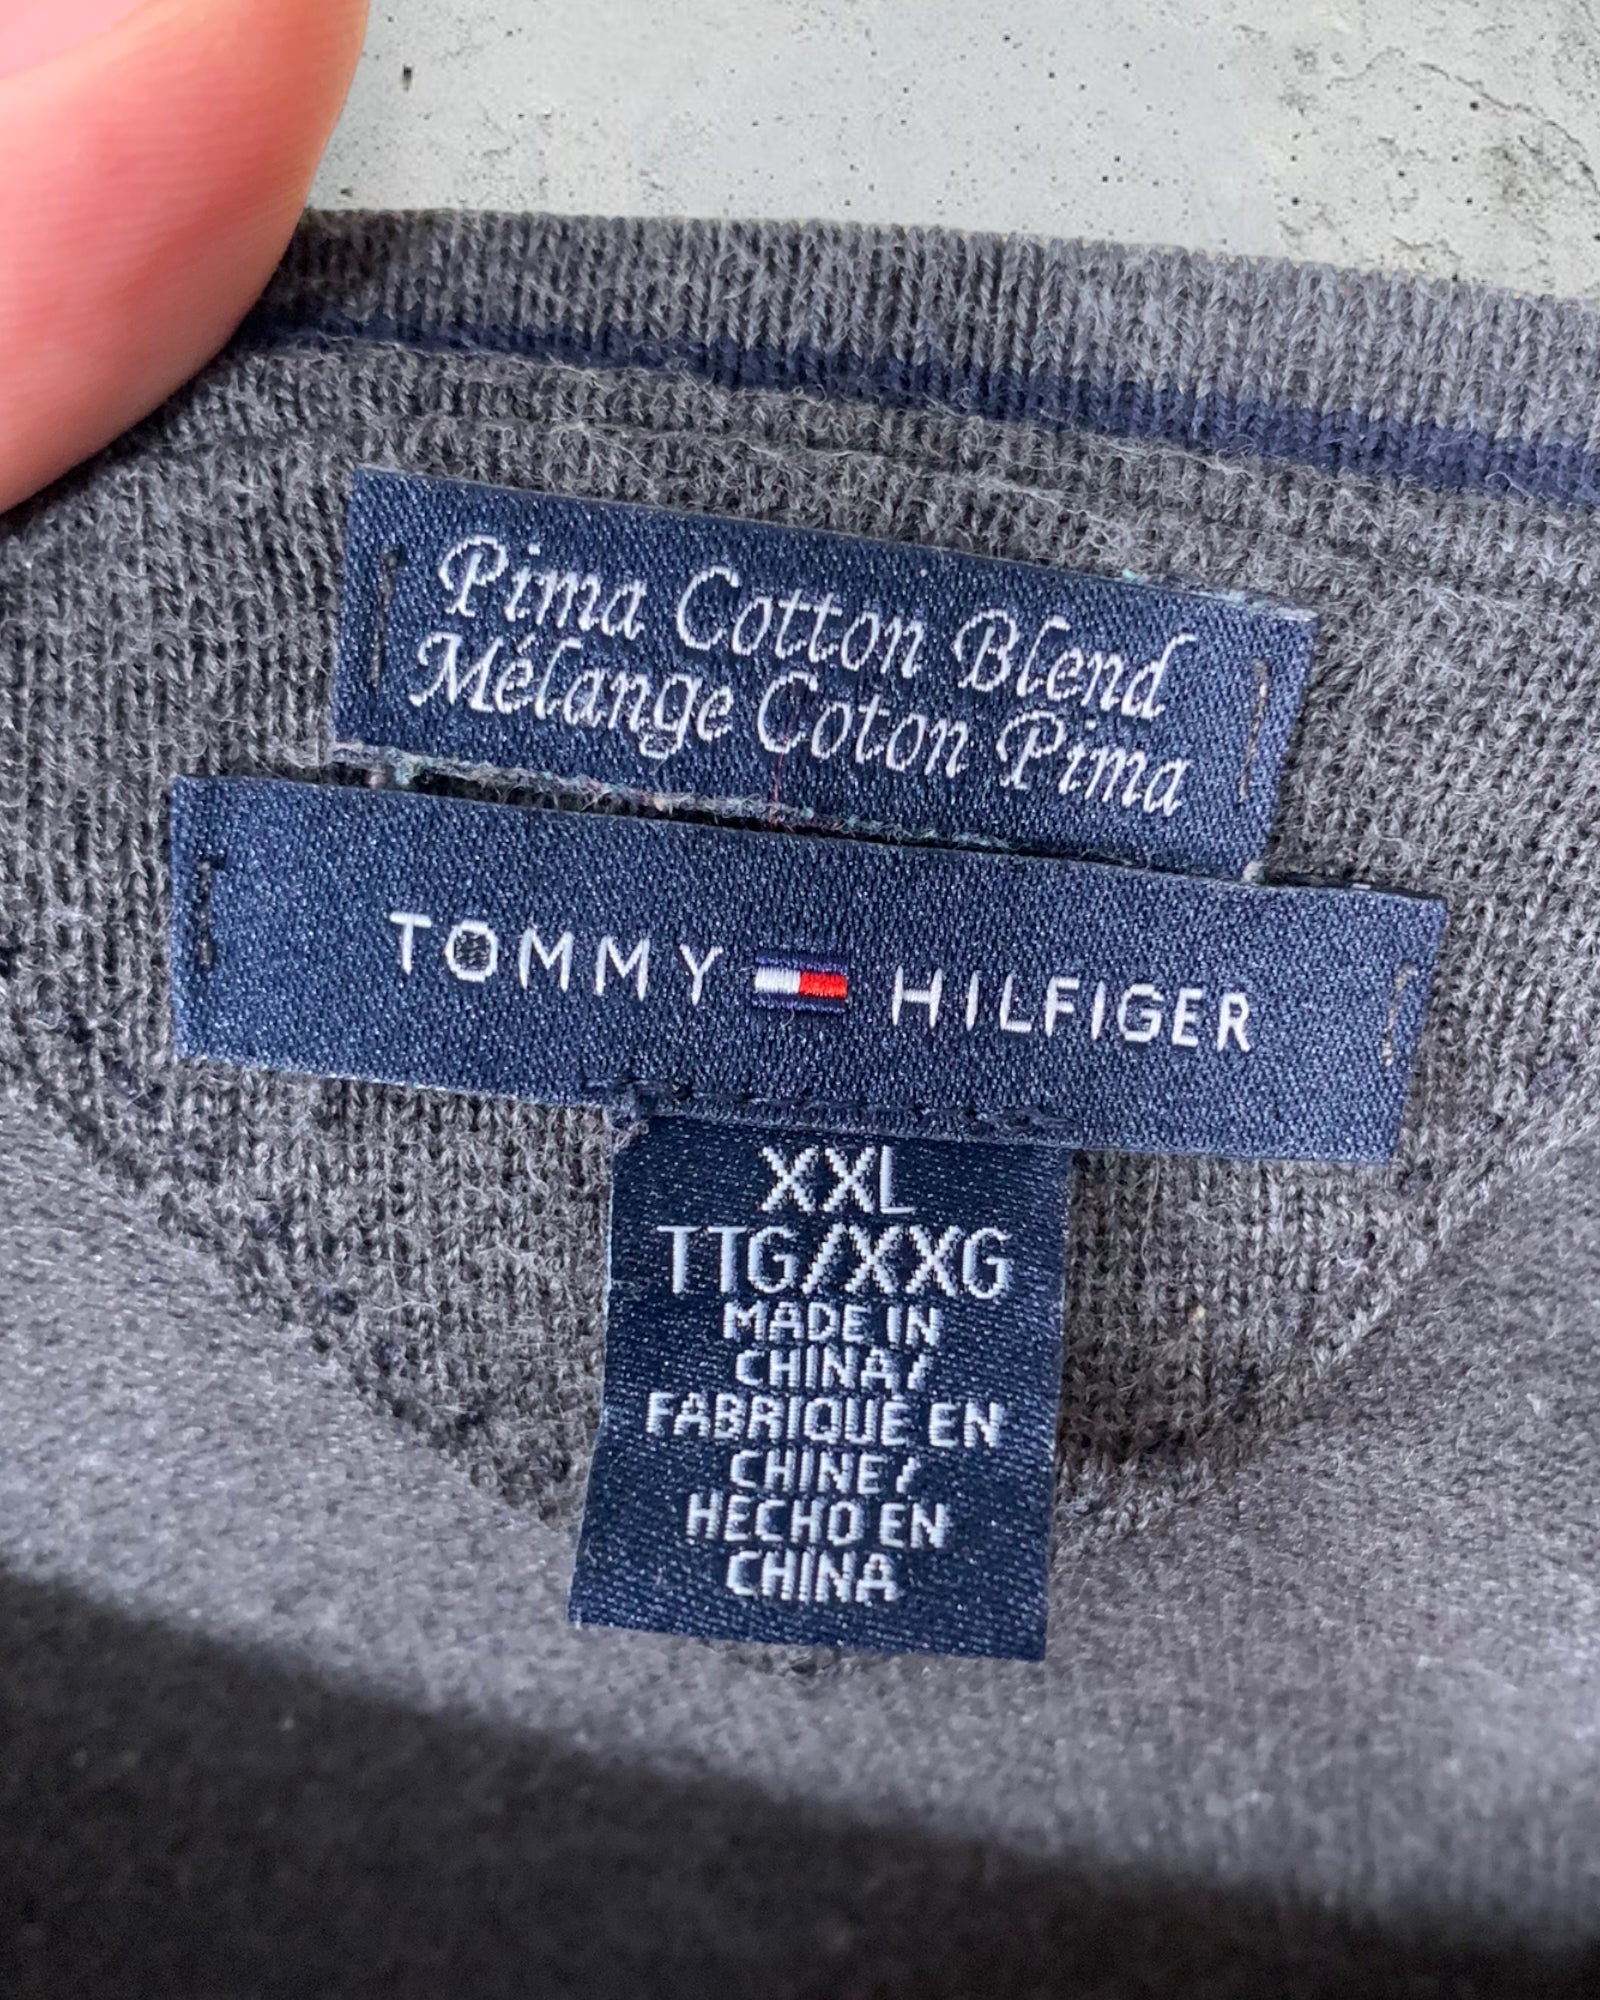 Pima Cotton Blend
Mélange Coton Pima
TOMMY HILFIGER
XXL
TTG/XXG
MADE IN
CHINA/
FABRIQUÉ EN
CHINE/
HECHO EN
CHINA